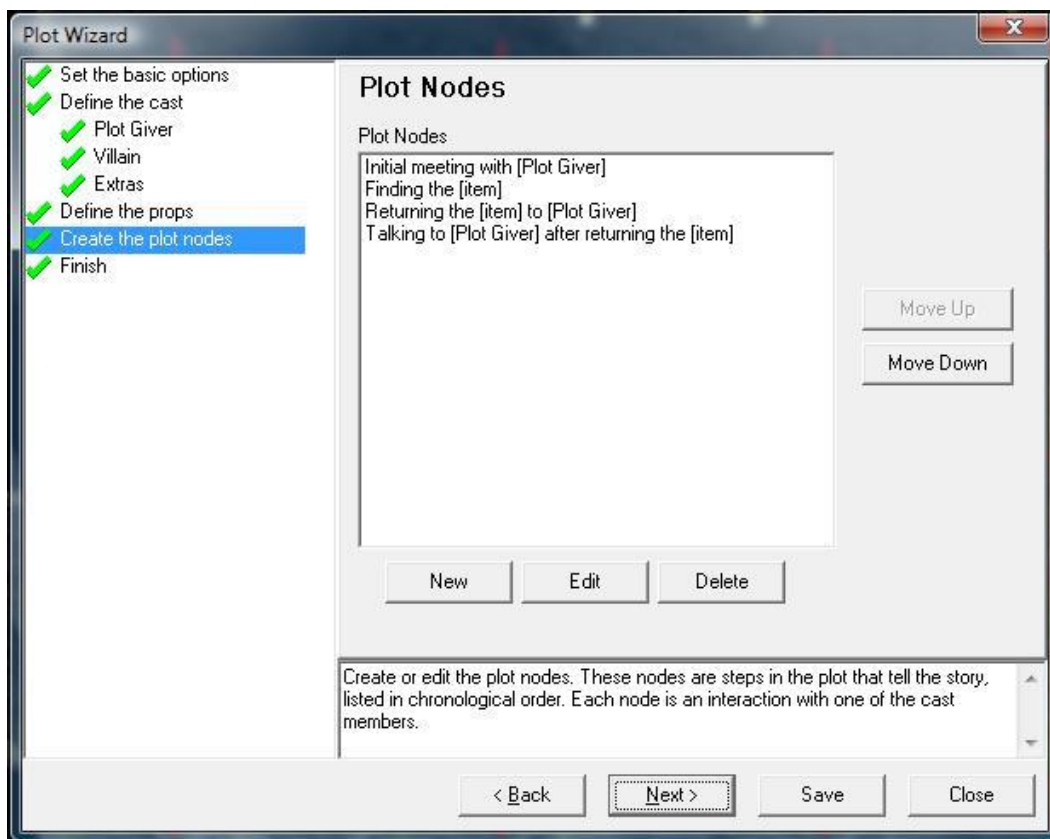 Plot Wizard
Set the basic options
Define the cast
Plot Giver
Villain
Extras
Define the props
Create the plot nodes
Finish
Plot Nodes
Plot Nodes
Initial meeting with [Plot Giver]
Finding the [item]
Returning the [item] to [Plot Giver]
Talking to [Plot Giver] after returning the [item]
Move Up
Move Down
New Edit Delete
Create or edit the plot nodes. These nodes are steps in the plot that tell the story,
listed in chronological order. Each node is an interaction with one of the cast
members.
< Back Next > Save Close